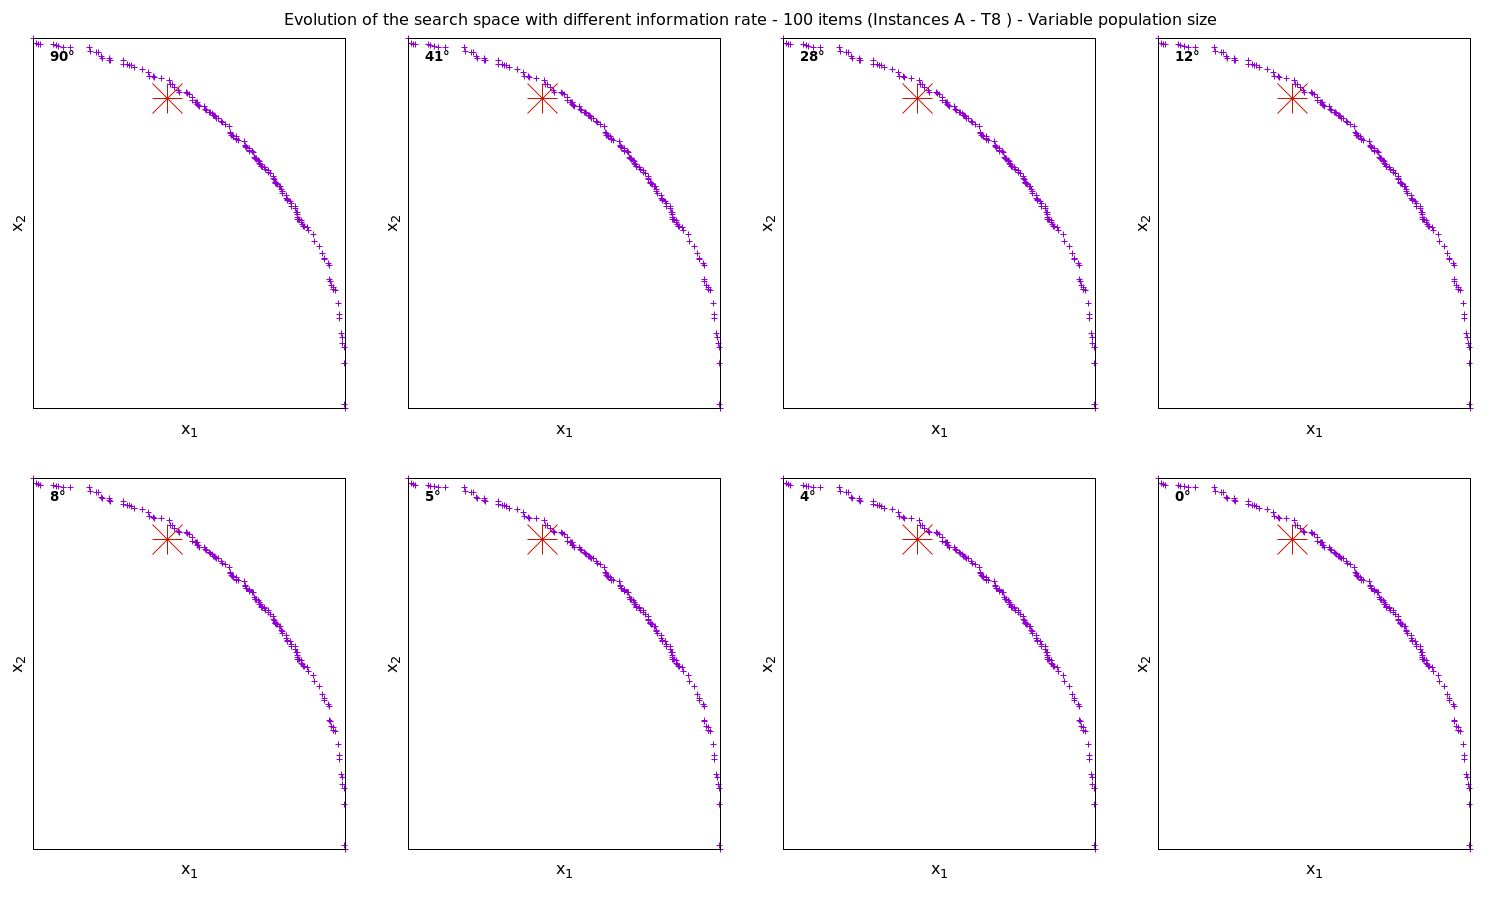 Evolution of the search space with different information rate - 100 items (Instances A - T8 ) - Variable population size
90°
41°
28°
12°
x2
x2
x2
x2
x1
x1
x1
x1
8°
5°
4°
0°
x2
x2
x2
x2
x1
x1
x1
x1